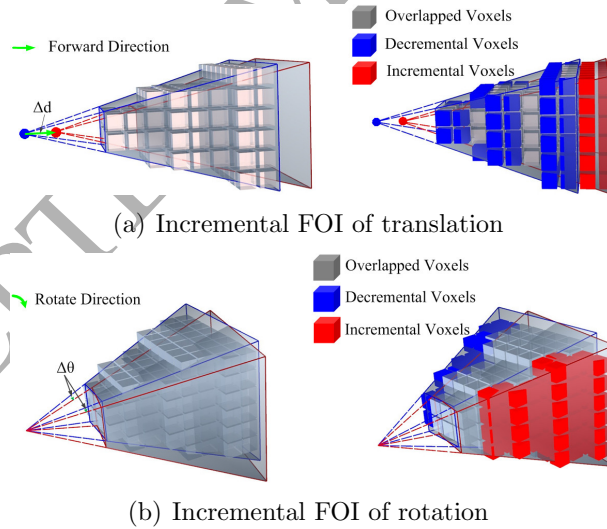 Forward Direction
Δd
Overlapped Voxels
Decremental Voxels
Incremental Voxels
(a) Incremental FOI of translation
Rotate Direction
Δθ
Overlapped Voxels
Decremental Voxels
Incremental Voxels
(b) Incremental FOI of rotation